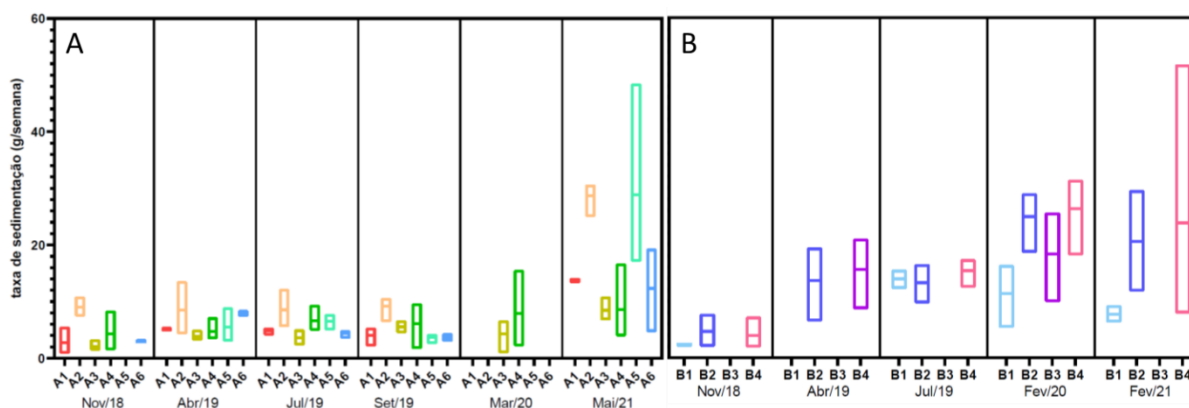 A
B
taxa de sedimentação (g/semana)
60
40
20
0
A1 A2 A3 A4 A5 A6 A1 A2 A3 A4 A5 A6 A1 A2 A3 A4 A5 A6 A1 A2 A3 A4 A5 A6 A1 A2 A3 A4 A5 A6 A1 A2 A3 A4 A5 A6
Nov/18 Abr/19 Jul/19 Set/19 Mar/20 Mai/21
B1 B2 B3 B4 B1 B2 B3 B4 B1 B2 B3 B4 B1 B2 B3 B4 B1 B2 B3 B4
Nov/18 Abr/19 Jul/19 Fev/20 Fev/21